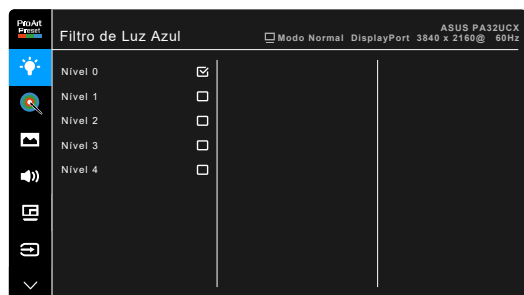 ProArt
Preset
Filtro de Luz Azul
ASUS PA32UCX
Modo Normal DisplayPort 3840 x 2160@ 60Hz
Nível 0
Nível 1
Nível 2
Nível 3
Nível 4